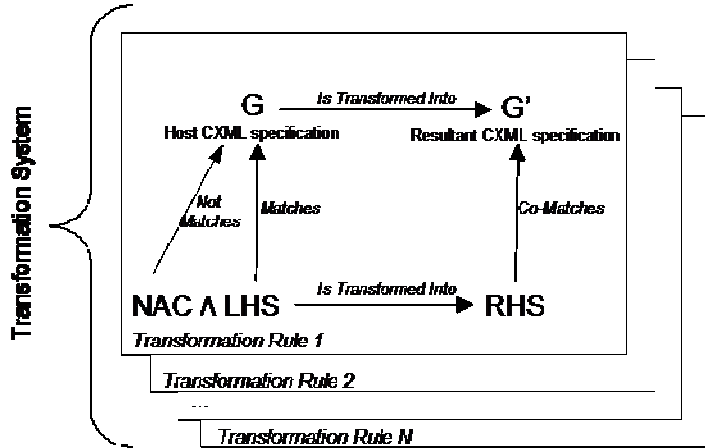 Transformation System
Is Transformed Into
G G'
Host CXML specification Resultant CXML specification
Not
Matches
Matches
Co-Matches
Is Transformed Into
NAC Λ LHS RHS
Transformation Rule 1
Transformation Rule 2
...
Transformation Rule N